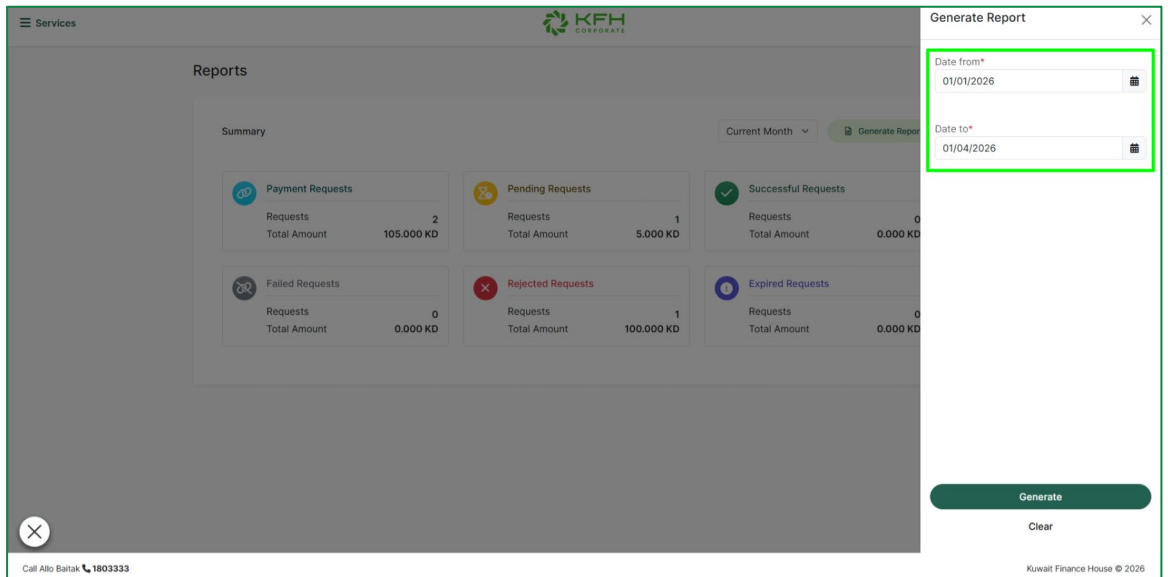 Services
KFH
CORPORATE
Generate Report
Reports
Date from*
01/01/2026
Date to*
01/04/2026
Summary
Current Month
Generate Repor
Payment Requests
Requests 2
Total Amount 105.000 KD
Pending Requests
Requests 1
Total Amount 5.000 KD
Successful Requests
Requests 0
Total Amount 0.000 KD
Failed Requests
Requests 0
Total Amount 0.000 KD
Rejected Requests
Requests 1
Total Amount 100.000 KD
Expired Requests
Requests 0
Total Amount 0.000 KD
Generate
Clear
Call Allo Baitak 1803333
Kuwait Finance House © 2026